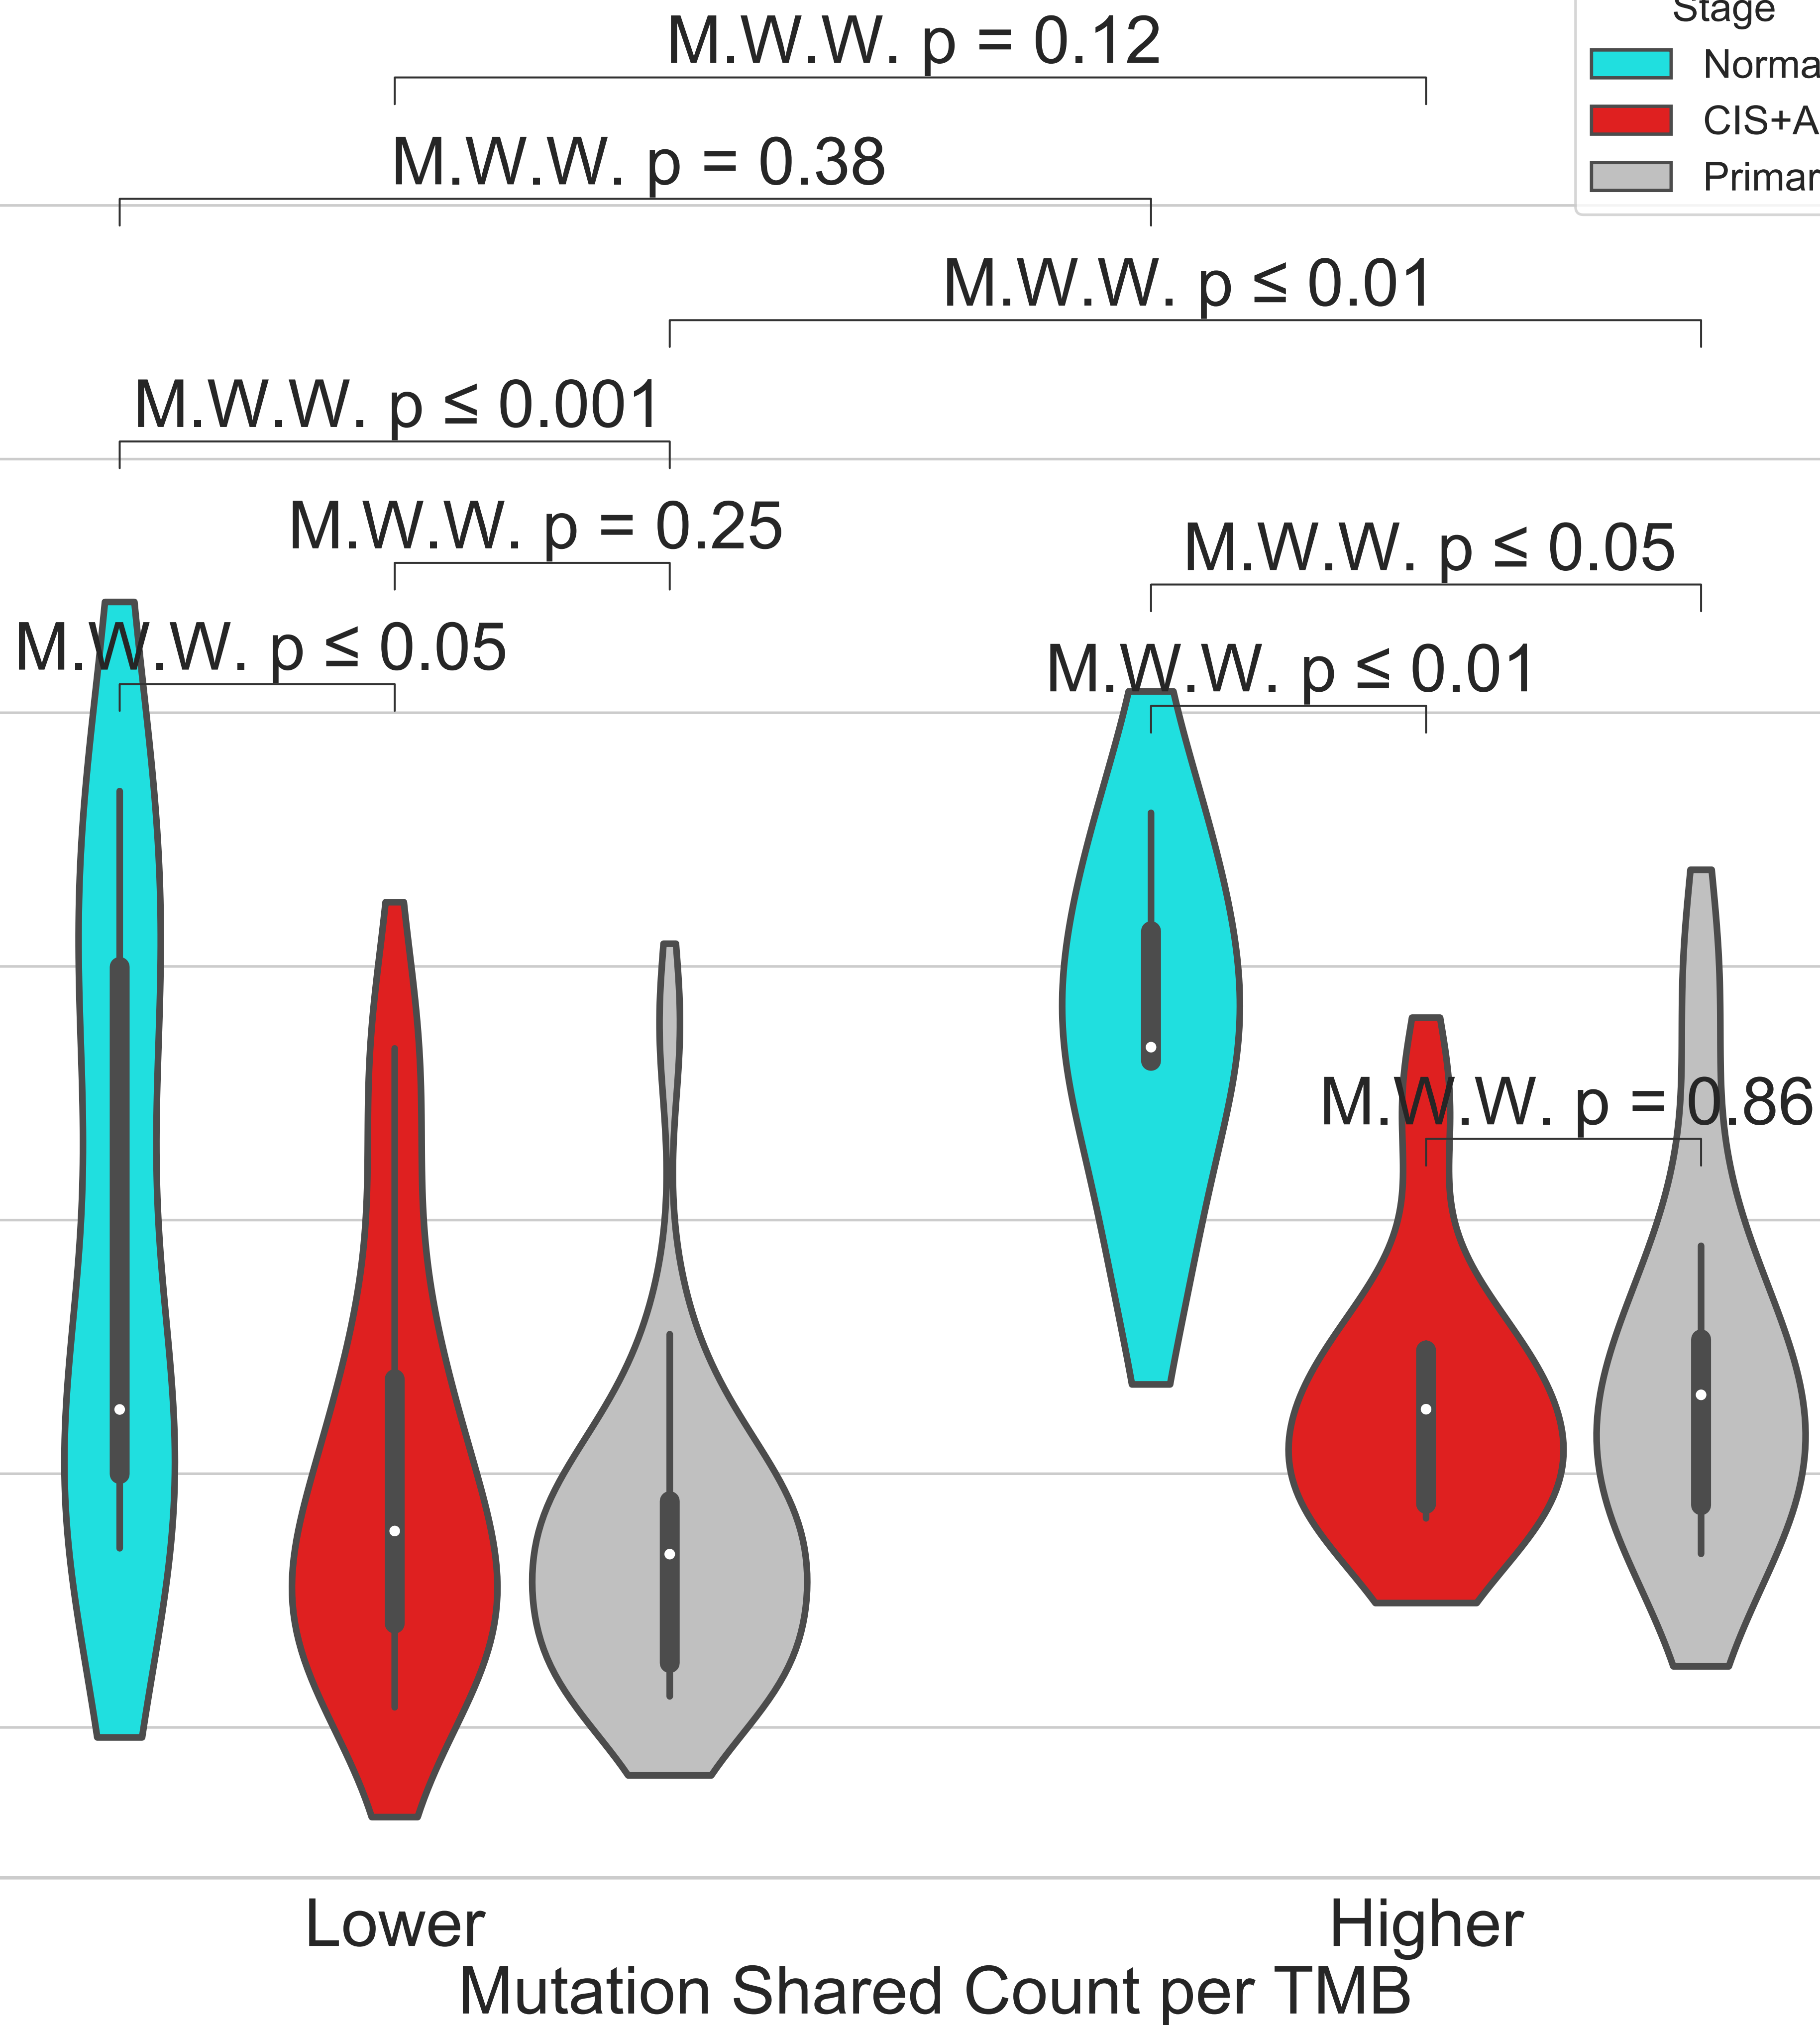 Stage
Norma
CIS+A
Primar
M.W.W. p = 0.12
M.W.W. p = 0.38
M.W.W. p ≤ 0.01
M.W.W. p ≤ 0.001
M.W.W. p = 0.25
M.W.W. p ≤ 0.05
M.W.W. p ≤ 0.05
M.W.W. p ≤ 0.01
M.W.W. p = 0.86
Lower
Higher
Mutation Shared Count per TMB